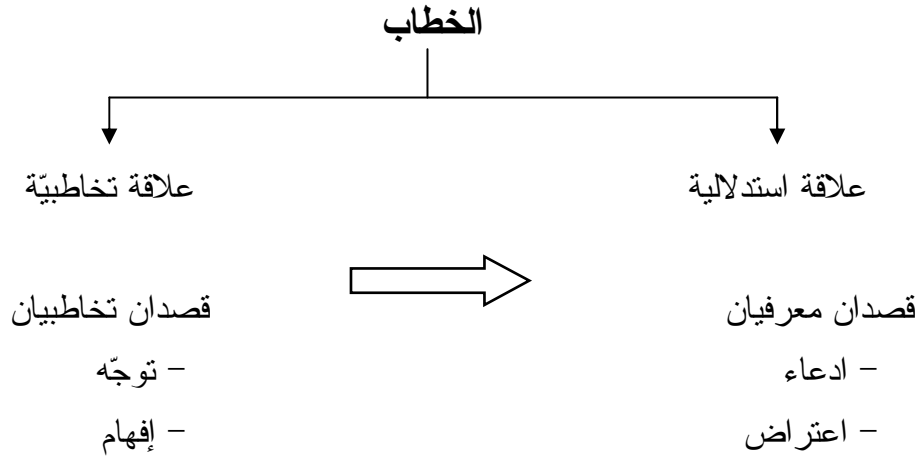 الخطاب
علاقة استدلالية
علاقة تخاطبيّة
قصدان معرفيان
قصدان تخاطبيان
– ادعاء
– توجّه
– اعتراض
– إفهام